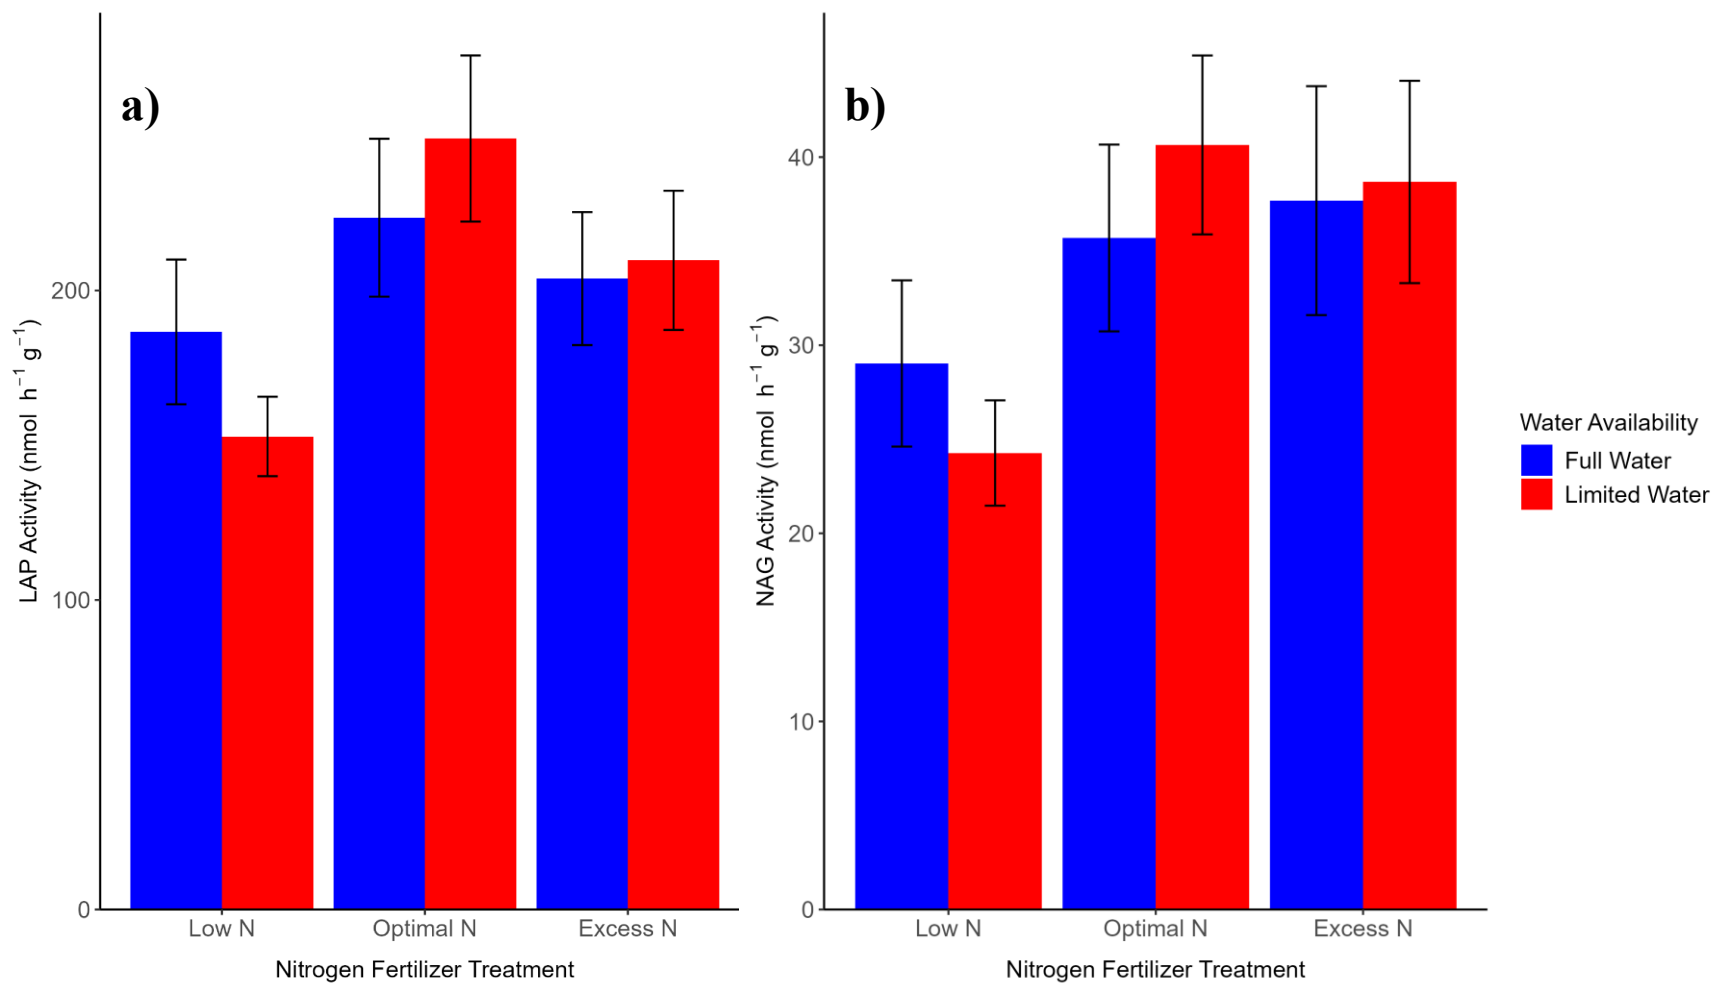 a)
LAP Activity (nmol h⁻¹ g⁻¹)
200
100
0
Low N
Optimal N
Excess N
Nitrogen Fertilizer Treatment
b)
NAG Activity (nmol h⁻¹ g⁻¹)
40
30
20
10
0
Low N
Optimal N
Excess N
Nitrogen Fertilizer Treatment
Water Availability
Full Water
Limited Water